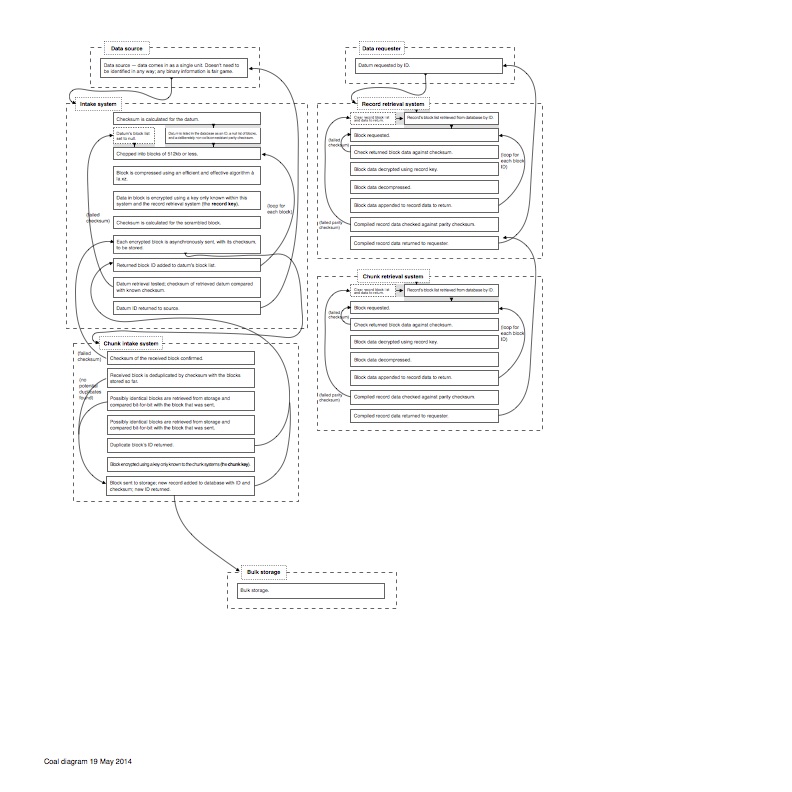 Data source
Data source — data comes in as a single unit. Doesn't need to
be identified in any way; any binary information is fair game.
Intake system
Checksum is calculated for the datum.
Datum's block list
set to null.
Datum is listed in the database as an ID, a null list of blocks,
Chopped into blocks of 512kb or less.
Block is compressed using an efficient and effective algorithm à
la xz.
Data in block is encrypted using a key only known within this
system and the record retrieval system (the record key).
Checksum is calculated for the scrambled block.
Each encrypted block is asynchronously sent, with its checksum,
to be stored.
Returned block ID added to datum's block list.
Datum retrieval tested; checksum of retrieved datum compared
with known checksum.
Datum ID returned to source.
(failed
checksum)
(loop for
each block)
Chunk intake system
(failed
checksum)
Checksum of the received block confirmed.
(no
potential
duplicates
found)
Received block is deduplicated by checksum with the blocks
stored so far.
Possibly identical blocks are retrieved from storage and
compared bit-for-bit with the block that was sent.
Possibly identical blocks are retrieved from storage and
compared bit-for-bit with the block that was sent.
Duplicate block's ID returned.
Block encrypted using a key only known to the chunk systems (the chunk key).
Block sent to storage; new record added to database with ID and
checksum; new ID returned.
Bulk storage
Bulk storage.
Data requester
Datum requested by ID.
Record retrieval system
Clear record block list
and data to return.
Record's block list retrieved from database by ID.
Block requested.
(failed
checksum)
Check returned block data against checksum.
Block data decrypted using record key.
Block data decompressed.
Block data appended to record data to return.
(loop for
each block
ID)
(failed parity
checksum)
Compiled record data checked against parity checksum.
Compiled record data returned to requester.
Chunk retrieval system
Clear record block list
and data to return.
Record's block list retrieved from database by ID.
Block requested.
(failed
checksum)
Check returned block data against checksum.
Block data decrypted using record key.
Block data decompressed.
Block data appended to record data to return.
(loop for
each block
ID)
(failed parity
checksum)
Compiled record data checked against parity checksum.
Compiled record data returned to requester.
Coal diagram 19 May 2014